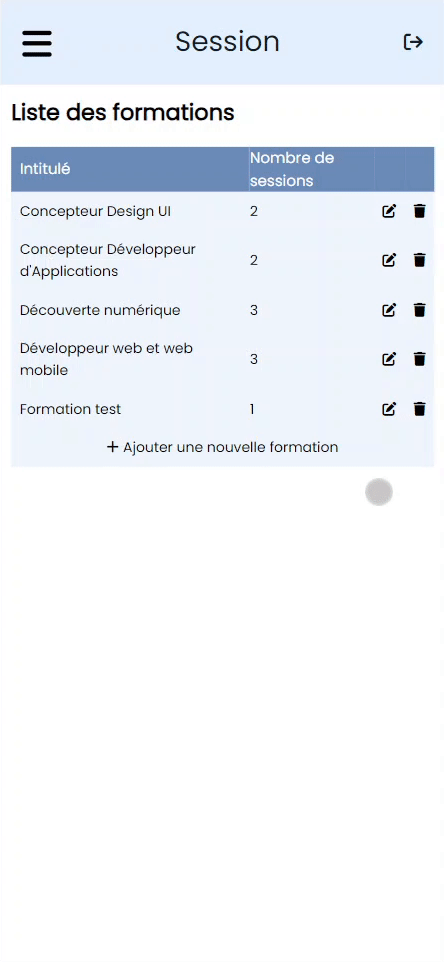 Session
Liste des formations
Intitulé
Nombre de
sessions
Concepteur Design UI 2
Concepteur Développeur
d'Applications
2
Découverte numérique 3
Développeur web et web
mobile
3
Formation test 1
+ Ajouter une nouvelle formation